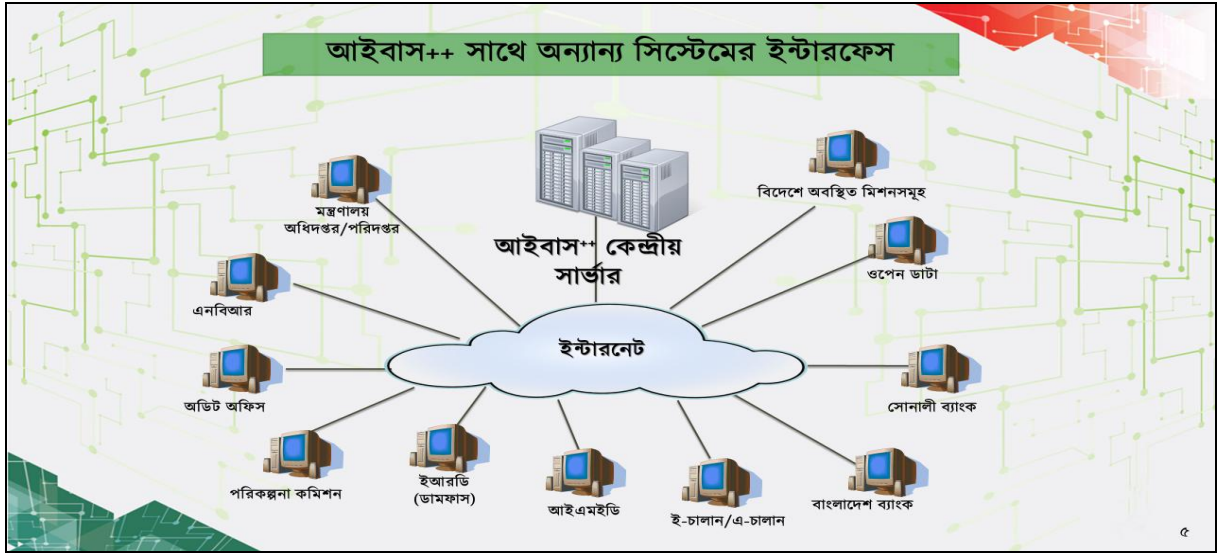 আইবাস++ সাথে অন্যান্য সিস্টেমের ইন্টারফেস
মন্ত্রণালয়
অধিদপ্তর/পরিদপ্তর
আইবাস++ কেন্দ্রীয়
সার্ভার
বিদেশে অবস্থিত মিশনসমূহ
ওপেন ডাটা
এনবিআর
ইন্টারনেট
অডিট অফিস
সোনালী ব্যাংক
পরিকল্পনা কমিশন
ইআরডি
(ডামফাস)
আইএমইডি
ই-চালান/এ-চালান
বাংলাদেশ ব্যাংক
৫